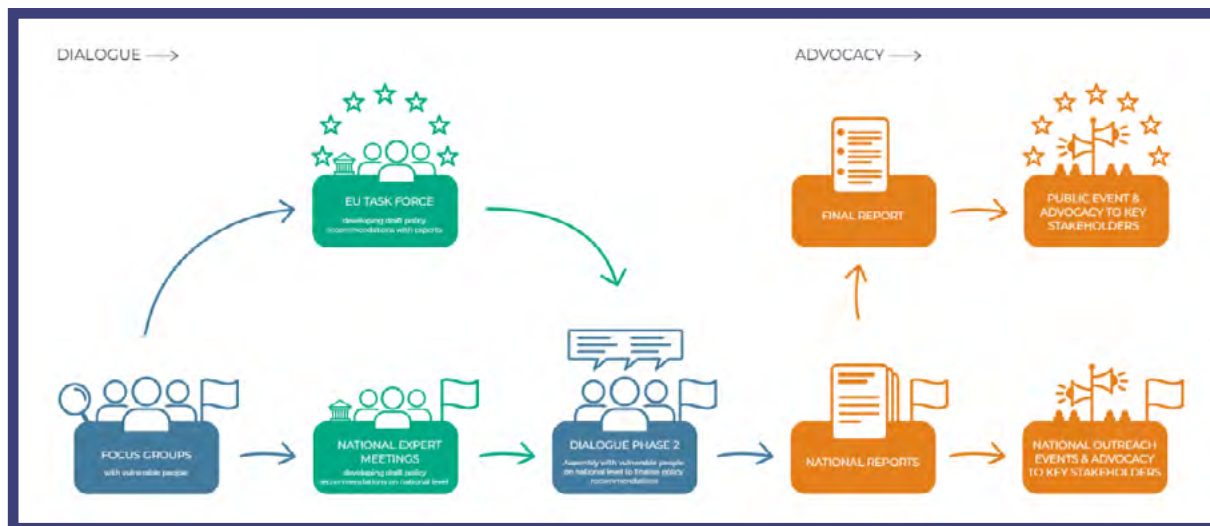 DIALOGUE
ADVOCACY
EU TASK FORCE
developing draft policy
recommendations with experts
FINAL REPORT
PUBLIC EVENT &
ADVOCACY TO KEY
STAKEHOLDERS
FOCUS GROUPS
with vulnerable people
NATIONAL EXPERT
MEETINGS
developing draft policy
recommendations on national level
DIALOGUE PHASE 2
Assembly with vulnerable people
on national level to finalise policy
recommendations
NATIONAL REPORTS
NATIONAL OUTREACH
EVENTS & ADVOCACY
TO KEY STAKEHOLDERS